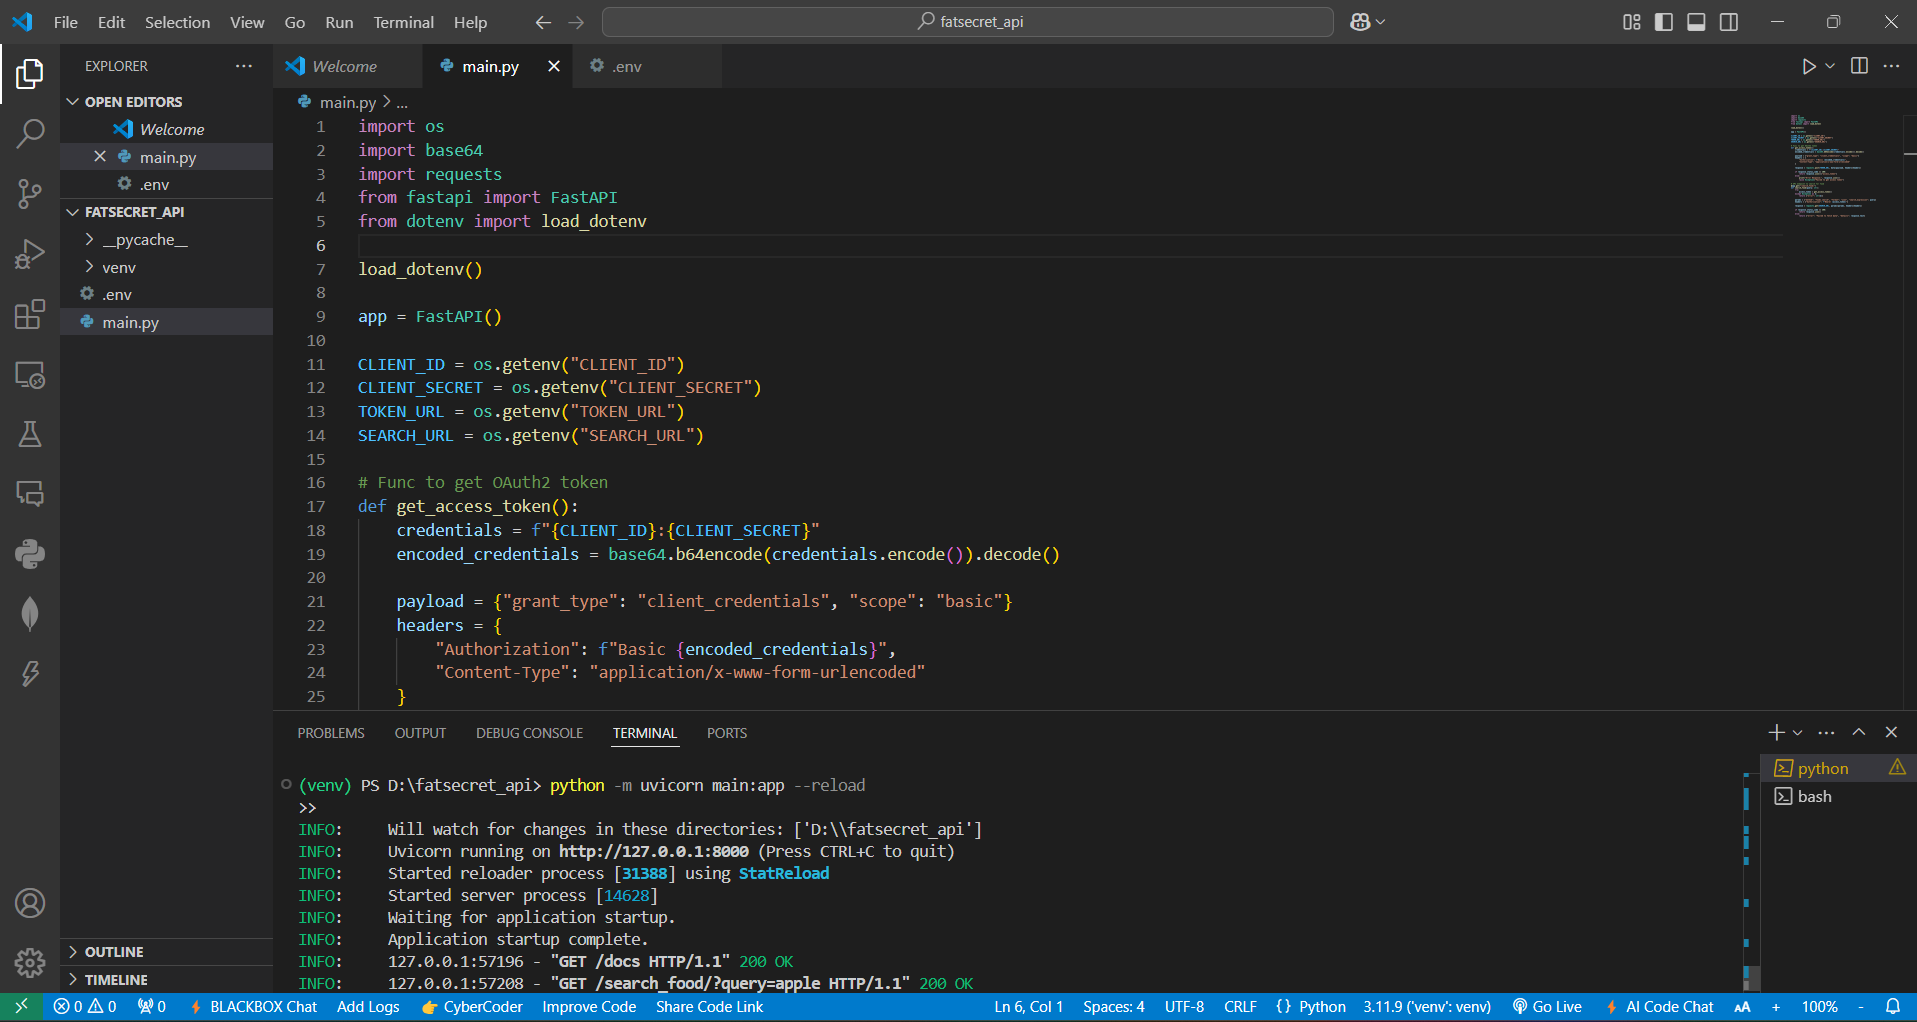 File Edit Selection View Go Run Terminal Help
fatsecret_api
EXPLORER
OPEN EDITORS
Welcome
main.py
.env
FATSECRET_API
__pycache__
venv
.env
main.py
OUTLINE
TIMELINE
Welcome main.py .env
main.py > ...
1 import os
2 import base64
3 import requests
4 from fastapi import FastAPI
5 from dotenv import load_dotenv
6
7 load_dotenv()
8
9 app = FastAPI()
10
11 CLIENT_ID = os.getenv("CLIENT_ID")
12 CLIENT_SECRET = os.getenv("CLIENT_SECRET")
13 TOKEN_URL = os.getenv("TOKEN_URL")
14 SEARCH_URL = os.getenv("SEARCH_URL")
15
16 # Func to get OAuth2 token
17 def get_access_token():
18 credentials = f"{CLIENT_ID}:{CLIENT_SECRET}"
19 encoded_credentials = base64.b64encode(credentials.encode()).decode()
20
21 payload = {"grant_type": "client_credentials", "scope": "basic"}
22 headers = {
23 "Authorization": f"Basic {encoded_credentials}",
24 "Content-Type": "application/x-www-form-urlencoded"
25 }
PROBLEMS OUTPUT DEBUG CONSOLE TERMINAL PORTS
(venv) PS D:\fatsecret_api> python -m uvicorn main:app --reload
>>
INFO: Will watch for changes in these directories: ['D:\\fatsecret_api']
INFO: Uvicorn running on http://127.0.0.1:8000 (Press CTRL+C to quit)
INFO: Started reloader process [31388] using StatReload
INFO: Started server process [14628]
INFO: Waiting for application startup.
INFO: Application startup complete.
INFO: 127.0.0.1:57196 - "GET /docs HTTP/1.1" 200 OK
INFO: 127.0.0.1:57208 - "GET /search_food/?query=apple HTTP/1.1" 200 OK
python
bash
0 0 0 BLACKBOX Chat Add Logs CyberCoder Improve Code Share Code Link Ln 6, Col 1 Spaces: 4 UTF-8 CRLF {} Python 3.11.9 ('venv': venv) Go Live AI Code Chat AA + 100% -